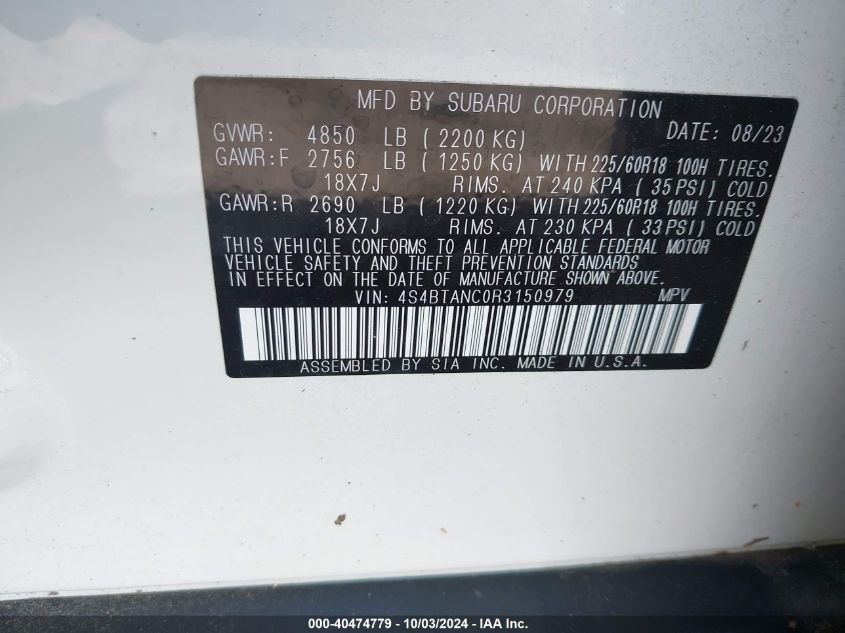 MFD BY SUBARU CORPORATION
GVWR: 4850 LB ( 2200 KG) DATE: 08/23
GAWR:F 2756 LB ( 1250 KG) WITH 225/60R18 100H TIRES.
18X7J RIMS. AT 240 KPA ( 35 PSI) COLD
GAWR:R 2690 LB ( 1220 KG) WITH 225/60R18 100H TIRES.
18X7J RIMS. AT 230 KPA ( 33 PSI) COLD
THIS VEHICLE CONFORMS TO ALL APPLICABLE FEDERAL MOTOR
VEHICLE SAFETY AND THEFT PREVENTION STANDARDS
IN EFFECT ON THE DATE OF MANUFACTURE SHOWN ABOVE.
VIN: 4S4BTANC0R3150979 MPV
ASSEMBLED BY SIA INC. MADE IN U.S.A.
000-40474779 - 10/03/2024 - IAA Inc.